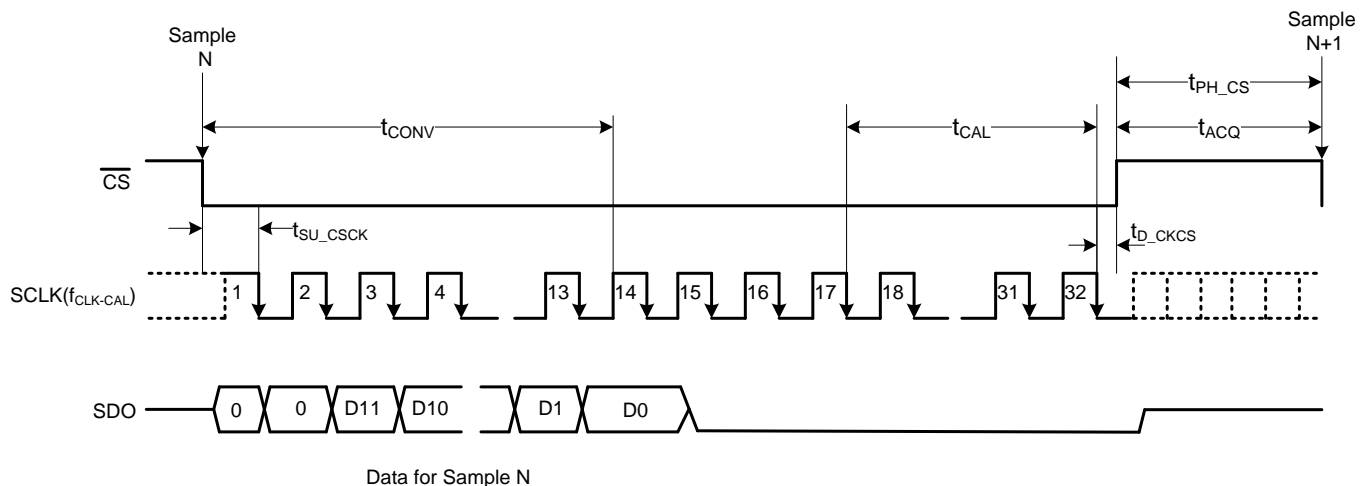 Sample
N
Sample
N+1
tPH_CS
tCONV
tCAL
tACQ
CS
tSU_CSCK
tD_CKCS
SCLK(fCLK-CAL)
1 2 3 4 13 14 15 16 17 18 31 32
SDO
0 0 D11 D10 D1 D0
Data for Sample N